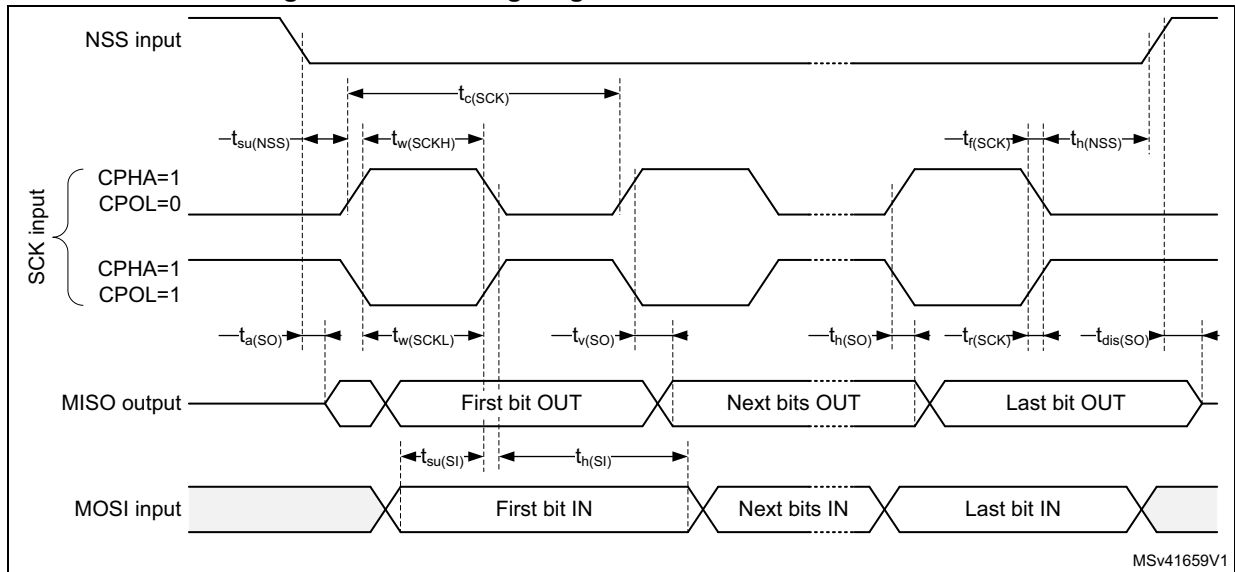 NSS input
tc(SCK)
tsu(NSS)
tw(SCKH)
tf(SCK)
th(NSS)
SCK input
CPHA=1
CPOL=0
CPHA=1
CPOL=1
ta(SO)
tw(SCKL)
tv(SO)
th(SO)
tr(SCK)
tdis(SO)
MISO output
First bit OUT
Next bits OUT
Last bit OUT
tsu(SI)
th(SI)
MOSI input
First bit IN
Next bits IN
Last bit IN
MSv41659V1